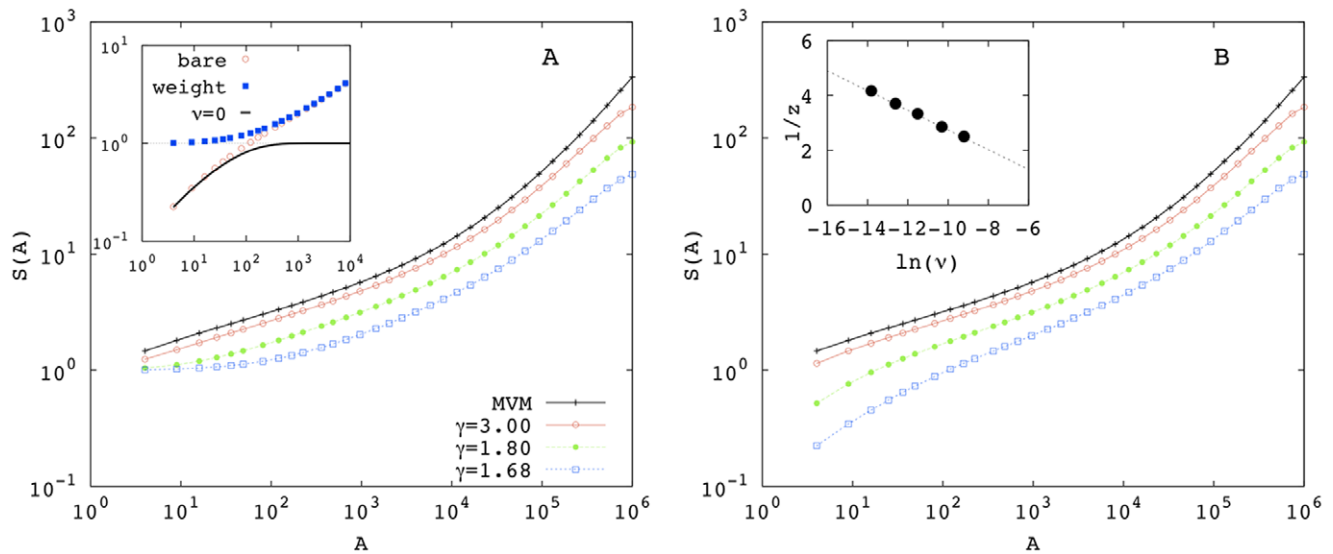 10^3
10^2
10^1
10^0
10^-1
S(A)
10^0 10^1 10^2 10^3 10^4 10^5 10^6
A
A
10^1
10^0
10^-1
10^0 10^1 10^2 10^3 10^4
bare
weight
ν=0
MVM
γ=3.00
γ=1.80
γ=1.68
10^3
10^2
10^1
10^0
10^-1
S(A)
10^0 10^1 10^2 10^3 10^4 10^5 10^6
A
B
6
4
2
0
1/z
-16 -14 -12 -10 -8 -6
ln(ν)